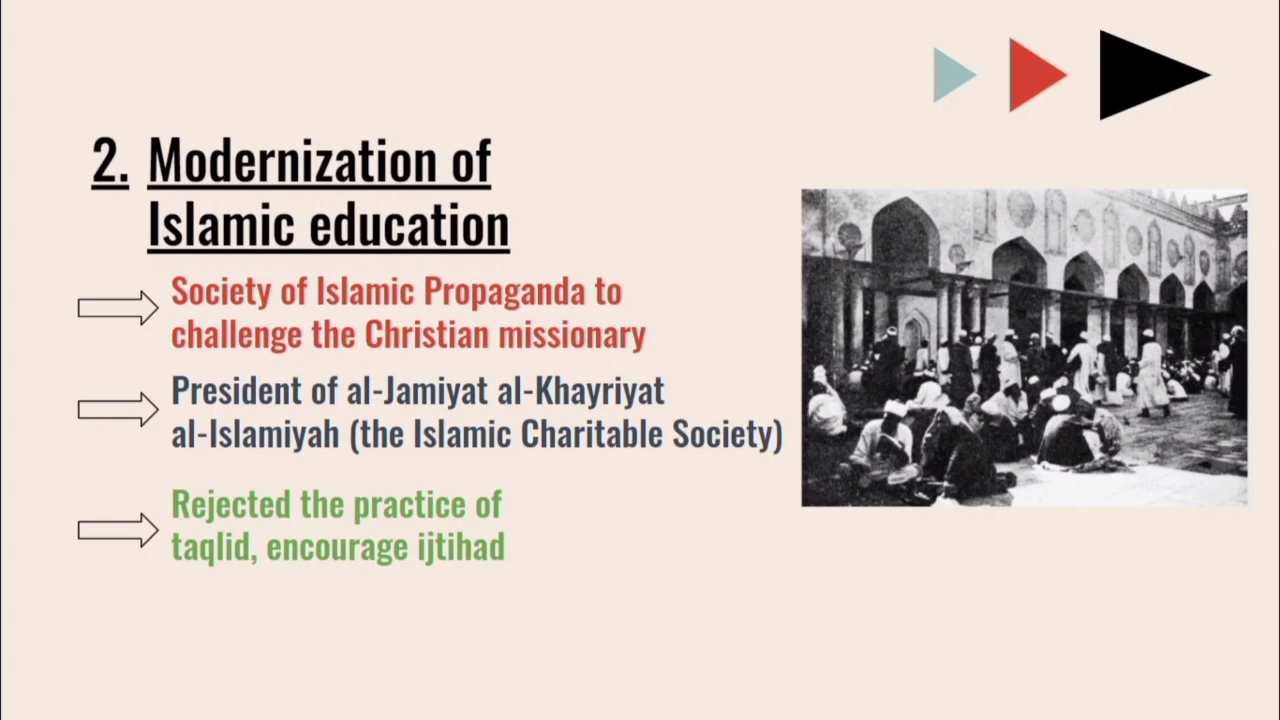 2. Modernization of
Islamic education
Society of Islamic Propaganda to
challenge the Christian missionary
President of al-Jamiyat al-Khayriyat
al-Islamiyah (the Islamic Charitable Society)
Rejected the practice of
taqlid, encourage ijtihad